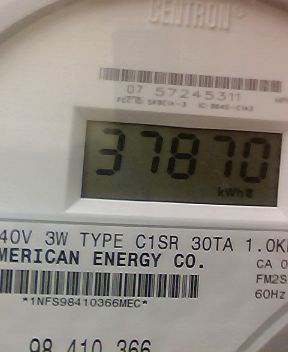 CENTRON
07 57245311
37870
kWh
40V 3W TYPE C1SR 30TA 1.0K
MERICAN ENERGY CO.
CA 0
FM2S
60Hz
*1NFS98410366MEC*
98 410 366